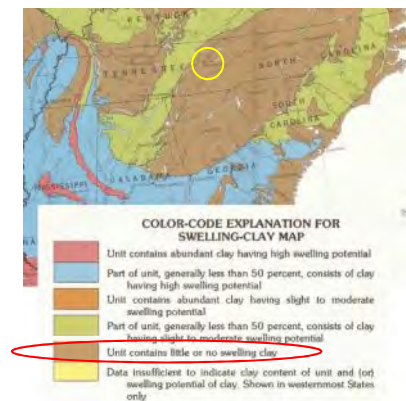 KENTUCKY
TENNESSEE
NORTH
CAROLINA
SOUTH
CAROLINA
MISSISSIPPI
ALABAMA
GEORGIA
COLOR-CODE EXPLANATION FOR
SWELLING-CLAY MAP
Unit contains abundant clay having high swelling potential
Part of unit, generally less than 50 percent, consists of clay
having high swelling potential
Unit contains abundant clay having slight to moderate
swelling potential
Part of unit, generally less than 50 percent, consists of clay
having slight to moderate swelling potential
Unit contains little or no swelling clay
Data insufficient to indicate clay content of unit and (or)
swelling potential of clay. Shown in westernmost States
only